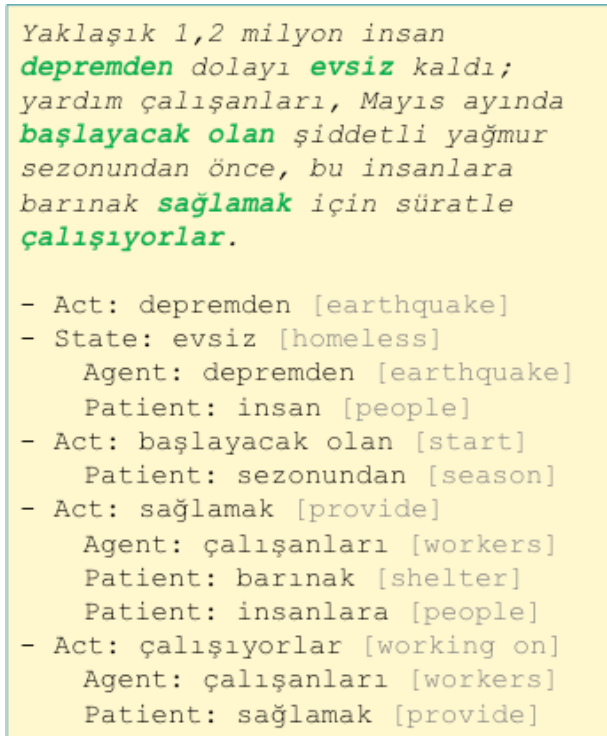 Yaklaşık 1,2 milyon insan
depremden dolayı evsiz kaldı;
yardım çalışanları, Mayıs ayında
başlayacak olan şiddetli yağmur
sezonundan önce, bu insanlara
barınak sağlamak için süratle
çalışıyorlar.
- Act: depremden [earthquake]
- State: evsiz [homeless]
Agent: depremden [earthquake]
Patient: insan [people]
- Act: başlayacak olan [start]
Patient: sezonundan [season]
- Act: sağlamak [provide]
Agent: çalışanları [workers]
Patient: barınak [shelter]
Patient: insanlara [people]
- Act: çalışıyorlar [working on]
Agent: çalışanları [workers]
Patient: sağlamak [provide]